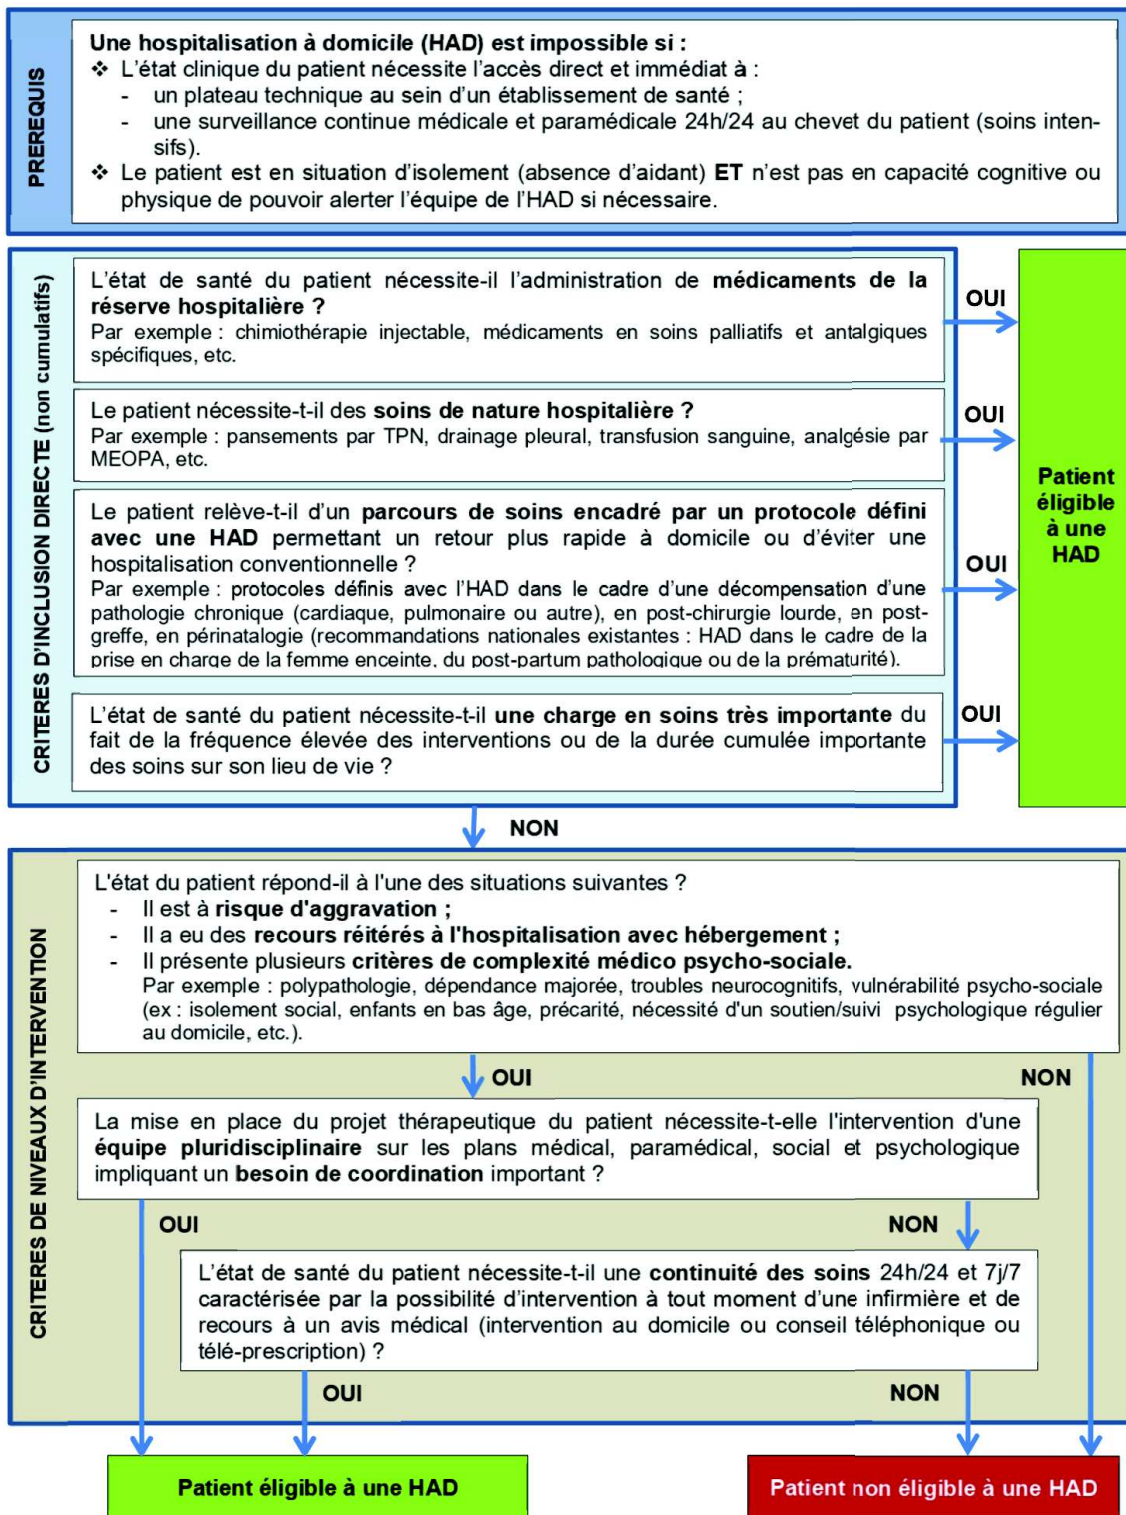 PREREQUIS
Une hospitalisation à domicile (HAD) est impossible si :
❖ L'état clinique du patient nécessite l'accès direct et immédiat à :
- un plateau technique au sein d'un établissement de santé ;
- une surveillance continue médicale et paramédicale 24h/24 au chevet du patient (soins inten-
sifs).
❖ Le patient est en situation d'isolement (absence d'aidant) ET n'est pas en capacité cognitive ou
physique de pouvoir alerter l'équipe de l'HAD si nécessaire.
CRITERES D'INCLUSION DIRECTE (non cumulatifs)
L'état de santé du patient nécessite-il l'administration de médicaments de la
réserve hospitalière ?
Par exemple : chimiothérapie injectable, médicaments en soins palliatifs et antalgiques
spécifiques, etc.
OUI
Le patient nécessite-t-il des soins de nature hospitalière ?
Par exemple : pansements par TPN, drainage pleural, transfusion sanguine, analgésie par
MEOPA, etc.
OUI
Le patient relève-t-il d'un parcours de soins encadré par un protocole défini
avec une HAD permettant un retour plus rapide à domicile ou d'éviter une
hospitalisation conventionnelle ?
Par exemple : protocoles définis avec l'HAD dans le cadre d'une décompensation d'une
pathologie chronique (cardiaque, pulmonaire ou autre), en post-chirurgie lourde, en post-
greffe, en périnatalogie (recommandations nationales existantes : HAD dans le cadre de la
prise en charge de la femme enceinte, du post-partum pathologique ou de la prématurité).
OUI
L'état de santé du patient nécessite-t-il une charge en soins très importante du
fait de la fréquence élevée des interventions ou de la durée cumulée importante
des soins sur son lieu de vie ?
OUI
Patient
éligible
à une
HAD
NON
CRITERES DE NIVEAUX D'INTERVENTION
L'état du patient répond-il à l'une des situations suivantes ?
- Il est à risque d'aggravation ;
- Il a eu des recours réitérés à l'hospitalisation avec hébergement ;
- Il présente plusieurs critères de complexité médico psycho-sociale.
Par exemple : polypathologie, dépendance majorée, troubles neurocognitifs, vulnérabilité psycho-sociale
(ex : isolement social, enfants en bas âge, précarité, nécessité d'un soutien/suivi psychologique régulier
au domicile, etc.).
OUI
NON
La mise en place du projet thérapeutique du patient nécessite-t-elle l'intervention d'une
équipe pluridisciplinaire sur les plans médical, paramédical, social et psychologique
impliquant un besoin de coordination important ?
OUI
NON
L'état de santé du patient nécessite-t-il une continuité des soins 24h/24 et 7j/7
caractérisée par la possibilité d'intervention à tout moment d'une infirmière et de
recours à un avis médical (intervention au domicile ou conseil téléphonique ou
télé-prescription) ?
OUI
NON
Patient éligible à une HAD
Patient non éligible à une HAD